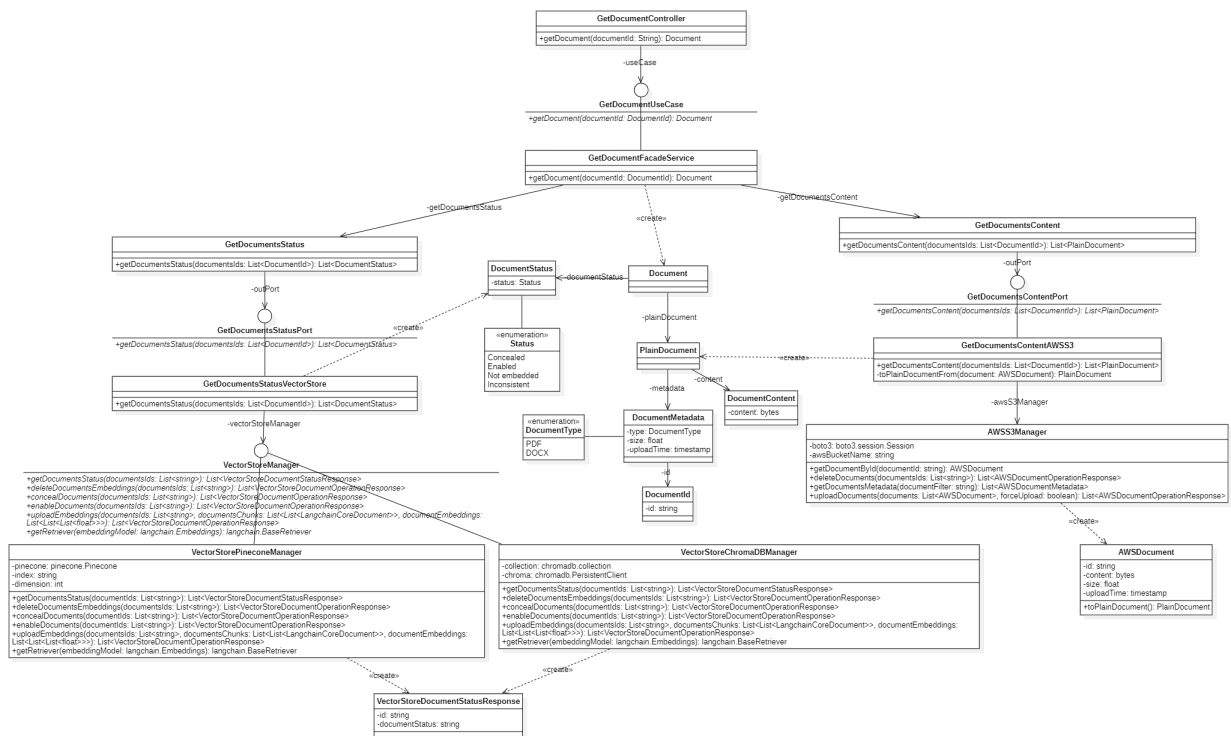 GetDocumentController
+getDocument(documentId: String): Document
-useCase
GetDocumentUseCase
+getDocument(documentId: DocumentId): Document
GetDocumentFacadeService
+getDocument(documentId: DocumentId): Document
-getDocumentsStatus
«create»
-getDocumentsContent
GetDocumentsStatus
+getDocumentsStatus(documentsIds: List<DocumentId>): List<DocumentStatus>
-outPort
GetDocumentsStatusPort
+getDocumentsStatus(documentsIds: List<DocumentId>): List<DocumentStatus>
GetDocumentsStatusVectorStore
+getDocumentsStatus(documentsIds: List<DocumentId>): List<DocumentStatus>
«create»
-vectorStoreManager
DocumentStatus
-status: Status
-documentStatus
Document
«enumeration»
Status
Concealed
Enabled
Not embedded
Inconsistent
-plainDocument
PlainDocument
-metadata
-content
DocumentContent
-content: bytes
«enumeration»
DocumentType
PDF
DOCX
DocumentMetadata
-type: DocumentType
-size: float
-uploadTime: timestamp
-id
DocumentId
-id: string
GetDocumentsContent
+getDocumentsContent(documentsIds: List<DocumentId>): List<PlainDocument>
-outPort
GetDocumentsContentPort
+getDocumentsContent(documentsIds: List<DocumentId>): List<PlainDocument>
GetDocumentsContentAWSS3
+getDocumentsContent(documentsIds: List<DocumentId>): List<PlainDocument>
-toPlainDocumentFrom(document: AWSDocument): PlainDocument
«create»
-awsS3Manager
AWSS3Manager
-boto3: boto3.session.Session
-awsBucketName: string
+getDocumentById(documentId: string): AWSDocument
+deleteDocuments(documentsIds: List<string>): List<AWSDocumentOperationResponse>
+getDocumentsMetadata(documentFilter: string): List<AWSDocumentMetadata>
+uploadDocuments(documents: List<AWSDocument>, forceUpload: boolean): List<AWSDocumentOperationResponse>
«create»
AWSDocument
-id: string
-content: bytes
-size: float
-uploadTime: timestamp
+toPlainDocument(): PlainDocument
VectorStoreManager
+getDocumentsStatus(documentsIds: List<string>): List<VectorStoreDocumentStatusResponse>
+deleteDocumentsEmbeddings(documentsIds: List<string>): List<VectorStoreDocumentOperationResponse>
+concealDocuments(documentsIds: List<string>): List<VectorStoreDocumentOperationResponse>
+enableDocuments(documentIds: List<string>): List<VectorStoreDocumentOperationResponse>
+uploadEmbeddings(documentsIds: List<string>, documentsChunks: List<List<LangchainCoreDocument>>, documentEmbeddings:
List<List<List<float>>>): List<VectorStoreDocumentOperationResponse>
+getRetriever(embeddingModel: langchain.Embeddings): langchain.BaseRetriever
VectorStorePineconeManager
-pinecone: pinecone.Pinecone
-index: string
-dimension: int
+getDocumentsStatus(documentsIds: List<string>): List<VectorStoreDocumentStatusResponse>
+deleteDocumentsEmbeddings(documentsIds: List<string>): List<VectorStoreDocumentOperationResponse>
+concealDocuments(documentsIds: List<string>): List<VectorStoreDocumentOperationResponse>
+enableDocuments(documentIds: List<string>): List<VectorStoreDocumentOperationResponse>
+uploadEmbeddings(documentsIds: List<string>, documentsChunks: List<List<LangchainCoreDocument>>, documentEmbeddings:
List<List<List<float>>>): List<VectorStoreDocumentOperationResponse>
+getRetriever(embeddingModel: langchain.Embeddings): langchain.BaseRetriever
VectorStoreChromaDBManager
-collection: chromadb.collection
-chroma: chromadb.PersistentClient
+getDocumentsStatus(documentsIds: List<string>): List<VectorStoreDocumentStatusResponse>
+deleteDocumentsEmbeddings(documentsIds: List<string>): List<VectorStoreDocumentOperationResponse>
+concealDocuments(documentsIds: List<string>): List<VectorStoreDocumentOperationResponse>
+enableDocuments(documentIds: List<string>): List<VectorStoreDocumentOperationResponse>
+uploadEmbeddings(documentsIds: List<string>, documentsChunks: List<List<LangchainCoreDocument>>, documentEmbeddings:
List<List<List<float>>>): List<VectorStoreDocumentOperationResponse>
+getRetriever(embeddingModel: langchain.Embeddings): langchain.BaseRetriever
«create»
«create»
VectorStoreDocumentStatusResponse
-id: string
-documentStatus: string